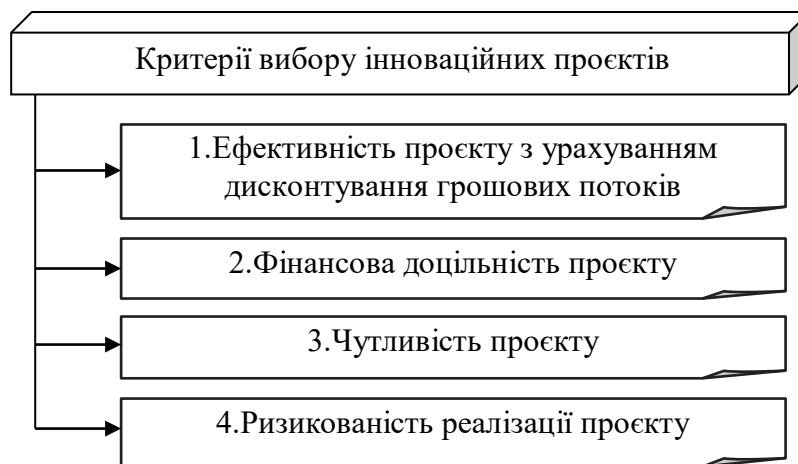 Критерії вибору інноваційних проєктів
1.Ефективність проєкту з урахуванням
дисконтування грошових потоків
2.Фінансова доцільність проєкту
3.Чутливість проєкту
4.Ризикованість реалізації проєкту